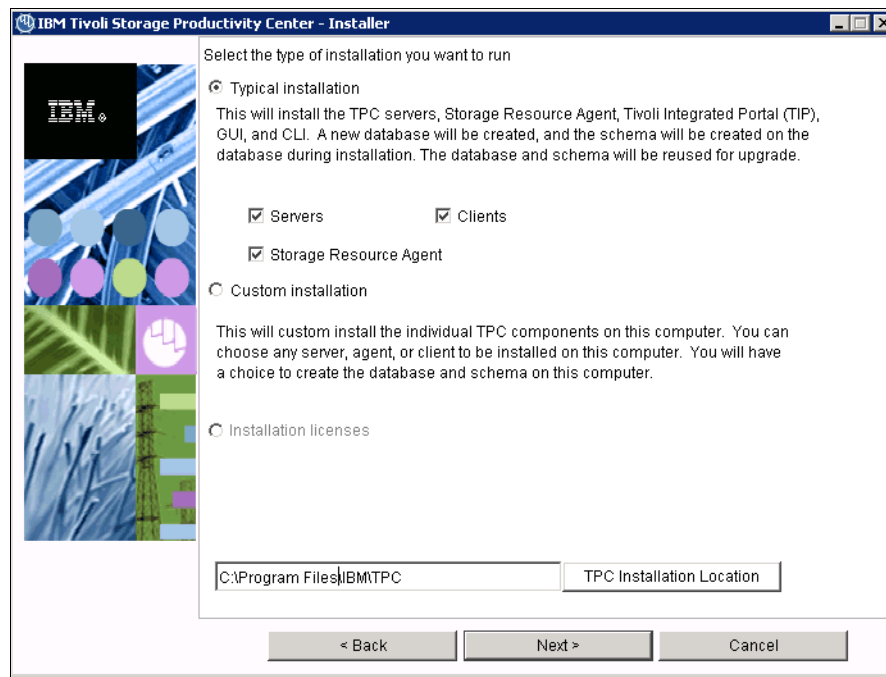 IBM Tivoli Storage Productivity Center - Installer
IBM®
Select the type of installation you want to run
Typical installation
This will install the TPC servers, Storage Resource Agent, Tivoli Integrated Portal (TIP),
GUI, and CLI. A new database will be created, and the schema will be created on the
database during installation. The database and schema will be reused for upgrade.
Servers
Clients
Storage Resource Agent
Custom installation
This will custom install the individual TPC components on this computer. You can
choose any server, agent, or client to be installed on this computer. You will have
a choice to create the database and schema on this computer.
Installation licenses
C:\Program Files\IBM\TPC
TPC Installation Location
< Back
Next >
Cancel